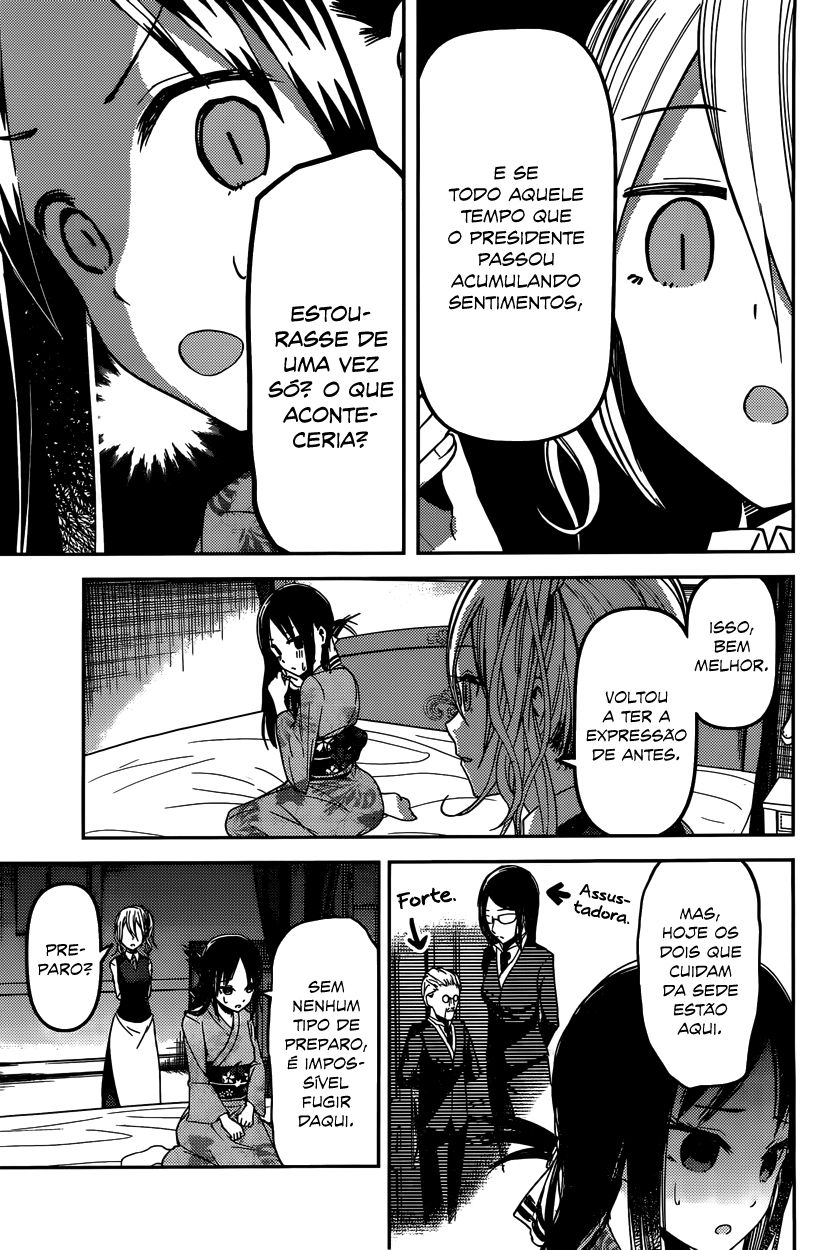 E SE
TODO AQUELE
TEMPO QUE
O PRESIDENTE
PASSOU
ACUMULANDO
SENTIMENTOS,
ESTOU-
RASSE DE
UMA VEZ
SÓ? O QUE
ACONTE-
CERIA?
ISSO,
BEM
MELHOR.
VOLTOU
A TER A
EXPRESSÃO
DE ANTES.
MAS,
HOJE OS
DOIS QUE
CUIDAM
DA SEDE
ESTÃO
AQUI.
Assus-
tadora.
Forte.
SEM
NENHUM
TIPO DE
PREPARO,
É IMPOS-
SÍVEL
FUGIR
DAQUI.
PRE-
PARO?